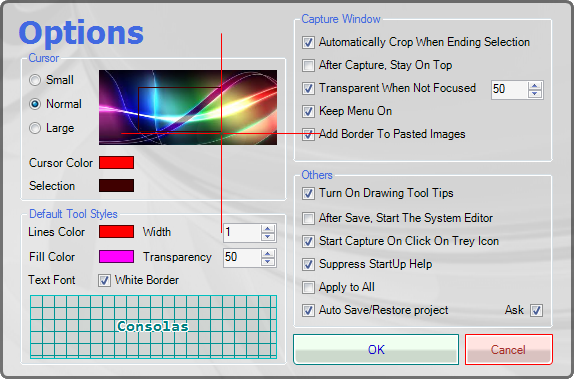 Options
Cursor
Small
Normal
Large
Cursor Color
Selection
Default Tool Styles
Lines Color Width 1
Fill Color Transparency 50
Text Font White Border
Consolas
Capture Window
Automatically Crop When Ending Selection
After Capture, Stay On Top
Transparent When Not Focused 50
Keep Menu On
Add Border To Pasted Images
Others
Turn On Drawing Tool Tips
After Save, Start The System Editor
Start Capture On Click On Trey Icon
Suppress StartUp Help
Apply to All
Auto Save/Restore project Ask
OK Cancel